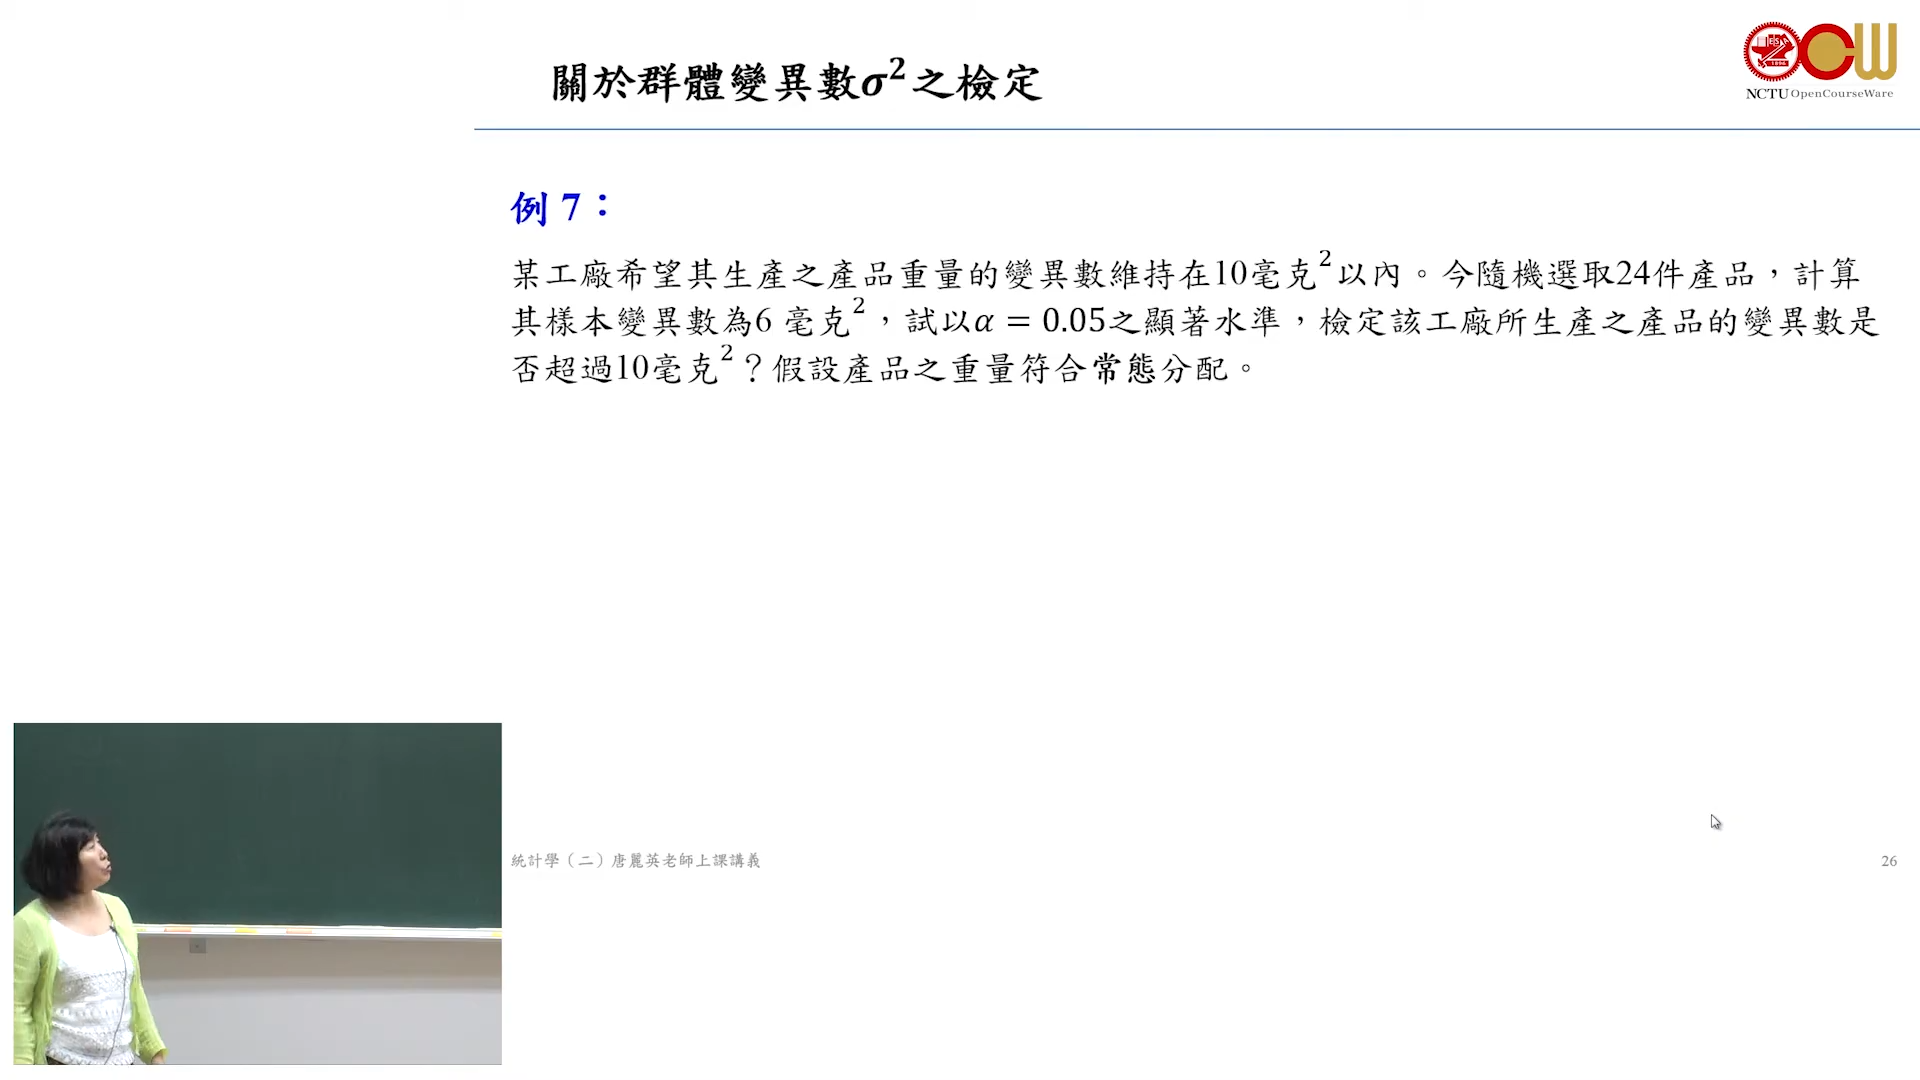 關於群體變異數σ²之檢定
NCTU OpenCourseWare
例 7：
某工廠希望其生產之產品重量的變異數維持在10毫克²以內。今隨機選取24件產品，計算
其樣本變異數為6 毫克²，試以α = 0.05之顯著水準，檢定該工廠所生產之產品的變異數是
否超過10毫克²？假設產品之重量符合常態分配。
統計學（二）唐麗英老師上課講義
26